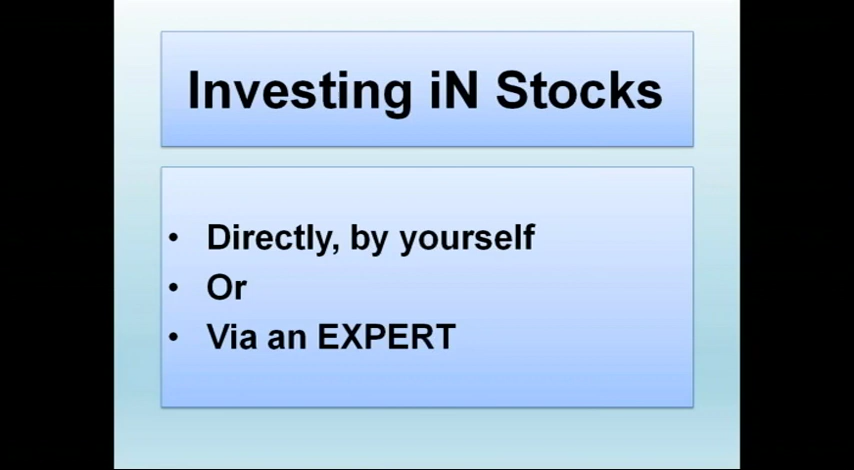 Investing iN Stocks
• Directly, by yourself
• Or
• Via an EXPERT